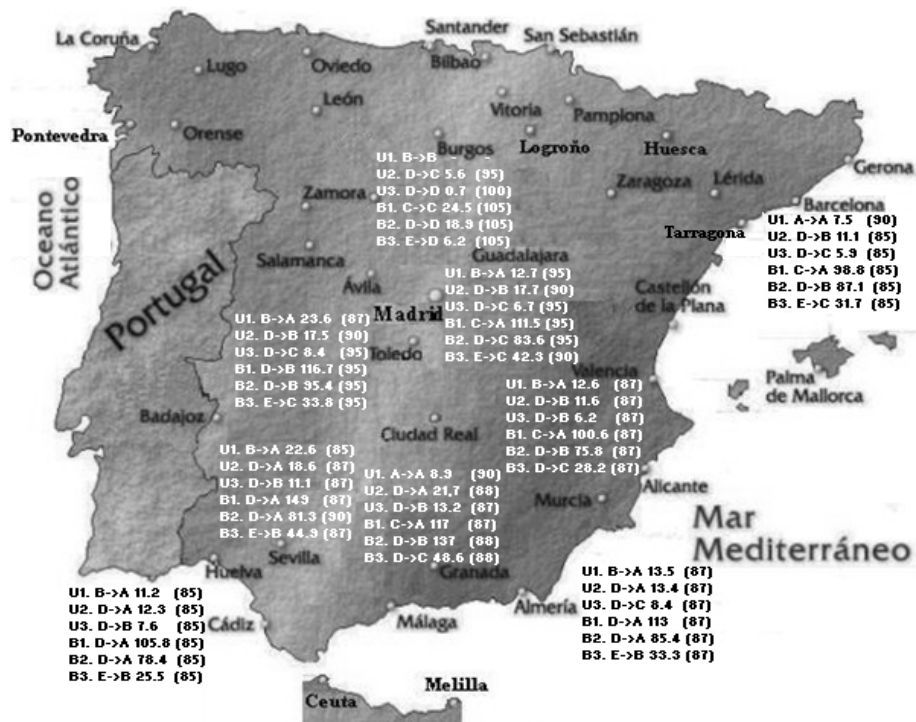 Santander
San Sebastián
La Coruña
Lugo
Oviedo
Bilbao
León
Vitoria
Pamplona
Pontevedra
Orense
Burgos
Logroño
Huesca
Gerona
U1. B->B - -
U2. D->C 5.6 (95)
U3. D->D 0.7 (100)
B1. C->C 24.5 (105)
B2. D->D 18.9 (105)
B3. E->D 6.2 (105)
Zamora
Zaragoza
Lérida
Barcelona
Tarragona
U1. A->A 7.5 (90)
U2. D->B 11.1 (85)
U3. D->C 5.9 (85)
B1. C->A 98.8 (85)
B2. D->B 87.1 (85)
B3. E->C 31.7 (85)
Oceano
Atlántico
Portugal
Salamanca
Guadalajara
Ávila
U1. B->A 12.7 (95)
U2. D->B 17.7 (90)
U3. D->C 6.7 (95)
B1. C->A 111.5 (95)
B2. D->C 83.6 (95)
B3. E->C 42.3 (90)
Castellón
de la Plana
Madrid
Toledo
U1. B->A 23.6 (87)
U2. D->B 17.5 (90)
U3. D->C 8.4 (95)
B1. D->B 116.7 (95)
B2. D->B 95.4 (95)
B3. E->C 33.8 (95)
Valencia
Palma
de Mallorca
U1. B->A 12.6 (87)
U2. D->B 11.6 (87)
U3. D->B 6.2 (87)
B1. C->A 100.6 (87)
B2. D->B 75.8 (87)
B3. D->C 28.2 (87)
Badajoz
Ciudad Real
U1. B->A 22.6 (85)
U2. D->A 18.6 (87)
U3. D->B 11.1 (87)
B1. D->A 149 (87)
B2. D->A 81.3 (90)
B3. E->B 44.9 (87)
U1. A->A 8.9 (90)
U2. D->A 21.7 (88)
U3. D->B 13.2 (87)
B1. C->A 117 (87)
B2. D->B 137 (88)
B3. D->C 48.6 (88)
Alicante
Murcia
Mar
Mediterráneo
Sevilla
Huelva
Granada
U1. B->A 11.2 (85)
U2. D->A 12.3 (85)
U3. D->B 7.6 (85)
B1. D->A 105.8 (85)
B2. D->A 78.4 (85)
B3. E->B 25.5 (85)
Cádiz
Málaga
Almería
U1. B->A 13.5 (87)
U2. D->A 13.4 (87)
U3. D->C 8.4 (87)
B1. D->A 113 (87)
B2. D->A 85.4 (87)
B3. E->B 33.3 (87)
Ceuta
Melilla